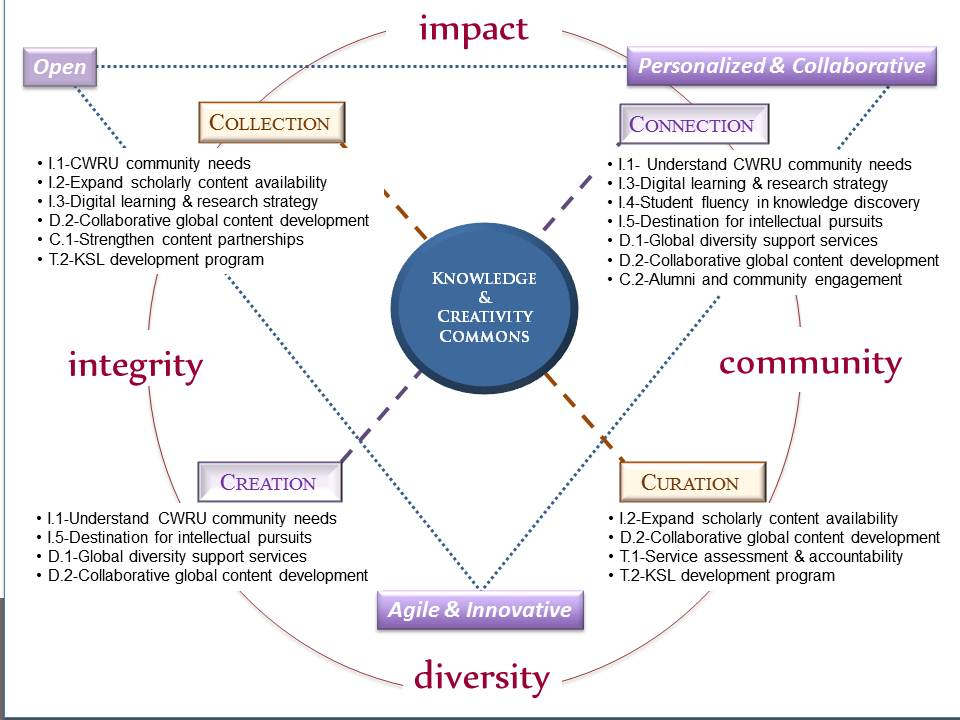 impact
Open
Personalized & Collaborative
COLLECTION
• I.1-CWRU community needs
• I.2-Expand scholarly content availability
• I.3-Digital learning & research strategy
• D.2-Collaborative global content development
• C.1-Strengthen content partnerships
• T.2-KSL development program
CONNECTION
• I.1- Understand CWRU community needs
• I.3-Digital learning & research strategy
• I.4-Student fluency in knowledge discovery
• I.5-Destination for intellectual pursuits
• D.1-Global diversity support services
• D.2-Collaborative global content development
• C.2-Alumni and community engagement
KNOWLEDGE
&
CREATIVITY
COMMONS
integrity
community
CREATION
• I.1-Understand CWRU community needs
• I.5-Destination for intellectual pursuits
• D.1-Global diversity support services
• D.2-Collaborative global content development
CURATION
• I.2-Expand scholarly content availability
• D.2-Collaborative global content development
• T.1-Service assessment & accountability
• T.2-KSL development program
Agile & Innovative
diversity